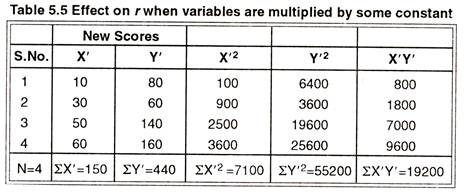 Table 5.5 Effect on r when variables are multiplied by some constant
New Scores
S.No. X′ Y′ X′² Y′² X′Y′
1 10 80 100 6400 800
2 30 60 900 3600 1800
3 50 140 2500 19600 7000
4 60 160 3600 25600 9600
N=4 ΣX′=150 ΣY′=440 ΣX′² =7100 ΣY′²=55200 ΣX′Y′=19200